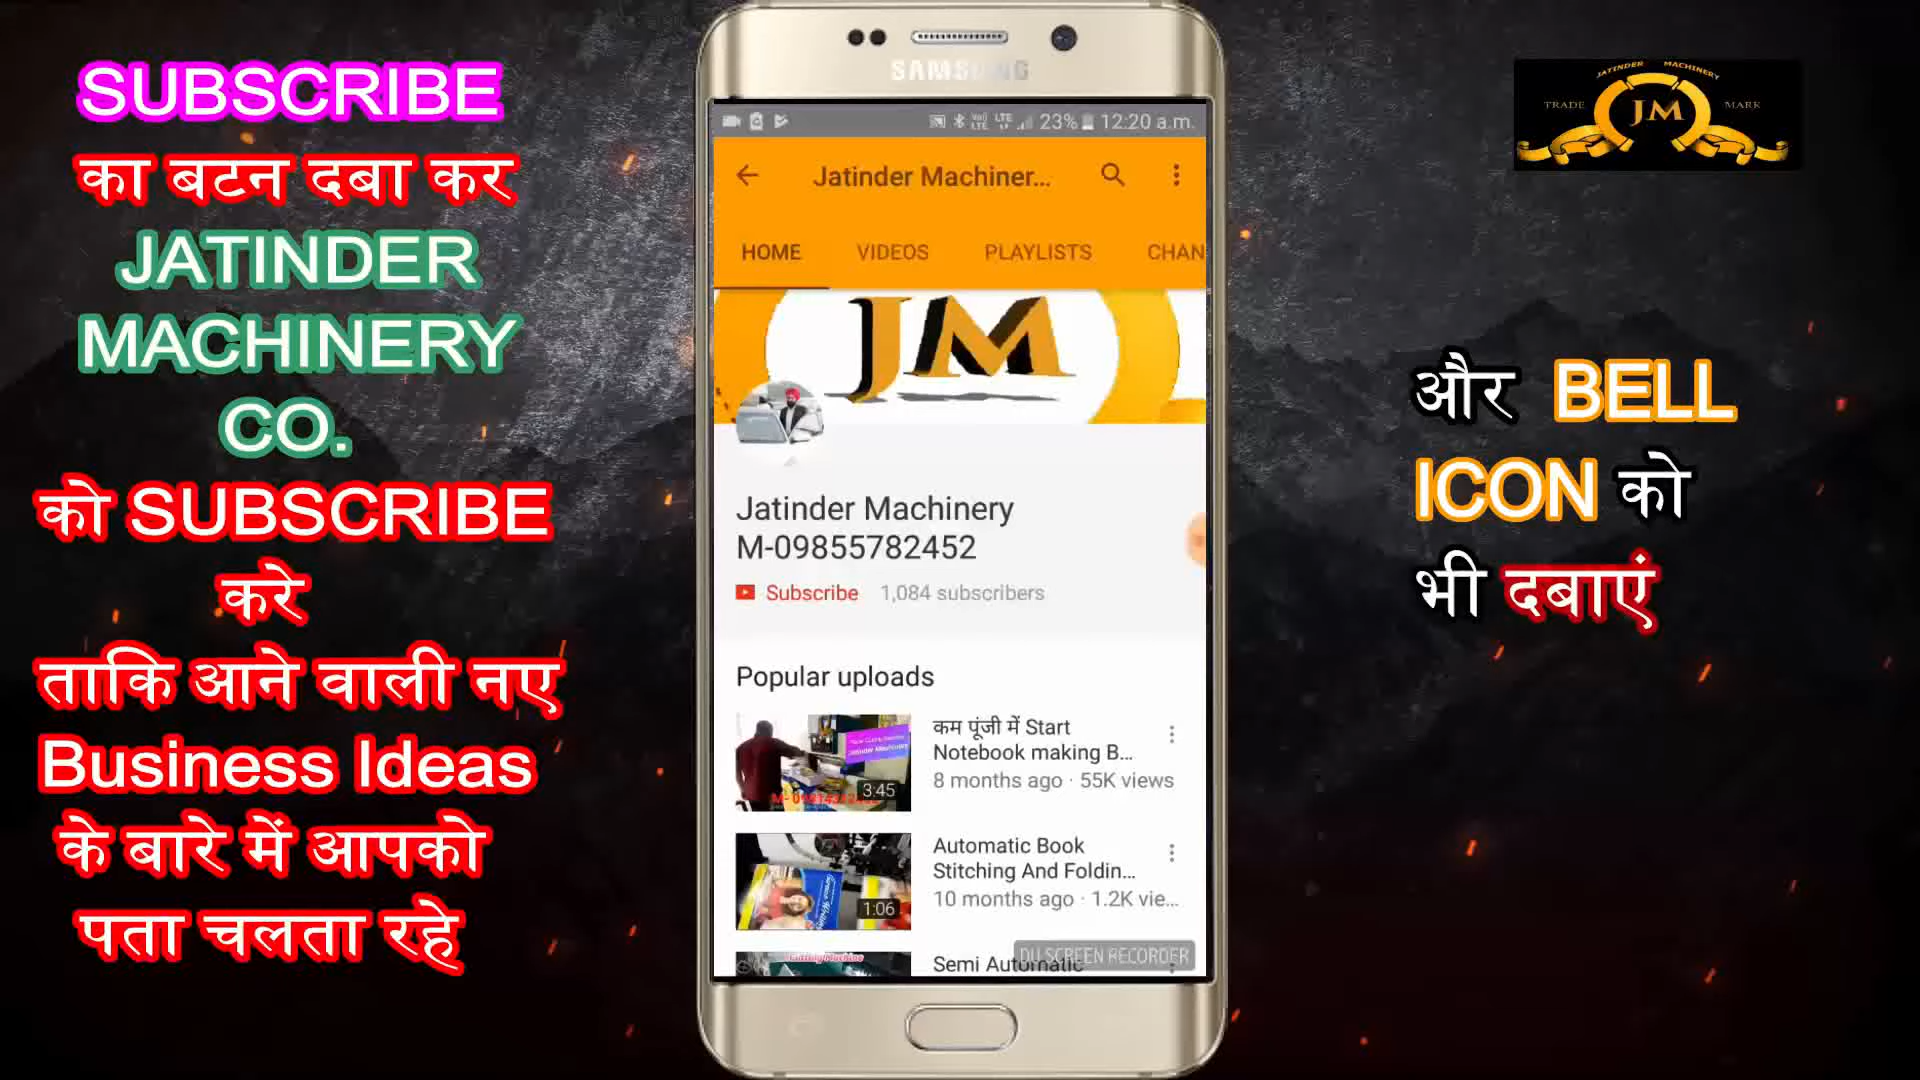 SUBSCRIBE
का बटन दबा कर
JATINDER
MACHINERY
CO.
को SUBSCRIBE
करे
ताकि आने वाली नए
Business Ideas
के बारे में आपको
पता चलता रहे
SAMSUNG
23% 12:20 a.m.
Jatinder Machiner...
HOME VIDEOS PLAYLISTS CHAN
JM
Jatinder Machinery
M-09855782452
Subscribe 1,084 subscribers
Popular uploads
कम पूंजी में Start
Notebook making B...
8 months ago · 55K views
3:45
Automatic Book
Stitching And Foldin...
10 months ago · 1.2K vie...
1:06
Semi Automatic
DU SCREEN RECORDER
JATINDER MACHINERY
TRADE JM MARK
और BELL
ICON को
भी दबाएं